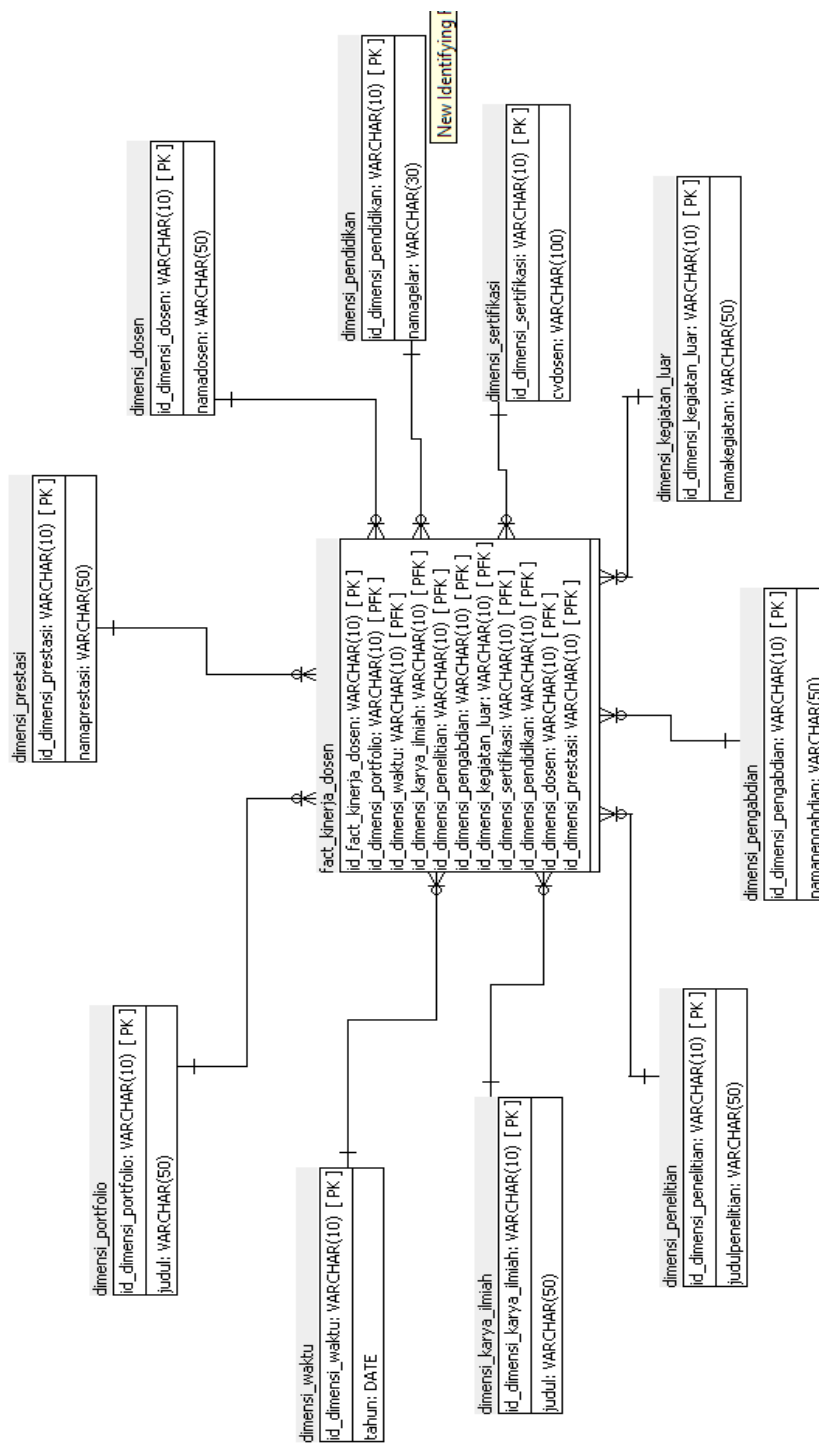 dimensi_portfolio
id_dimensi_portfolio: VARCHAR(10) [ PK ]
judul: VARCHAR(50)
dimensi_prestasi
id_dimensi_prestasi: VARCHAR(10) [ PK ]
namaprestasi: VARCHAR(50)
dimensi_dosen
id_dimensi_dosen: VARCHAR(10) [ PK ]
namadosen: VARCHAR(50)
dimensi_waktu
id_dimensi_waktu: VARCHAR(10) [ PK ]
tahun: DATE
fact_kinerja_dosen
id_fact_kinerja_dosen: VARCHAR(10) [ PK ]
id_dimensi_portfolio: VARCHAR(10) [ PFK ]
id_dimensi_waktu: VARCHAR(10) [ PFK ]
id_dimensi_karya_ilmiah: VARCHAR(10) [ PFK ]
id_dimensi_penelitian: VARCHAR(10) [ PFK ]
id_dimensi_pengabdian: VARCHAR(10) [ PFK ]
id_dimensi_kegiatan_luar: VARCHAR(10) [ PFK ]
id_dimensi_sertifikasi: VARCHAR(10) [ PFK ]
id_dimensi_pendidikan: VARCHAR(10) [ PFK ]
id_dimensi_dosen: VARCHAR(10) [ PFK ]
id_dimensi_prestasi: VARCHAR(10) [ PFK ]
dimensi_pendidikan
id_dimensi_pendidikan: VARCHAR(10) [ PK ]
namagelar: VARCHAR(30)
New Identifying
dimensi_karya_ilmiah
id_dimensi_karya_ilmiah: VARCHAR(10) [ PK ]
judul: VARCHAR(50)
dimensi_sertifikasi
id_dimensi_sertifikasi: VARCHAR(10) [ PK ]
cvdosen: VARCHAR(100)
dimensi_penelitian
id_dimensi_penelitian: VARCHAR(10) [ PK ]
judulpenelitian: VARCHAR(50)
dimensi_pengabdian
id_dimensi_pengabdian: VARCHAR(10) [ PK ]
namapengabdian: VARCHAR(50)
dimensi_kegiatan_luar
id_dimensi_kegiatan_luar: VARCHAR(10) [ PK ]
namakegiatan: VARCHAR(50)